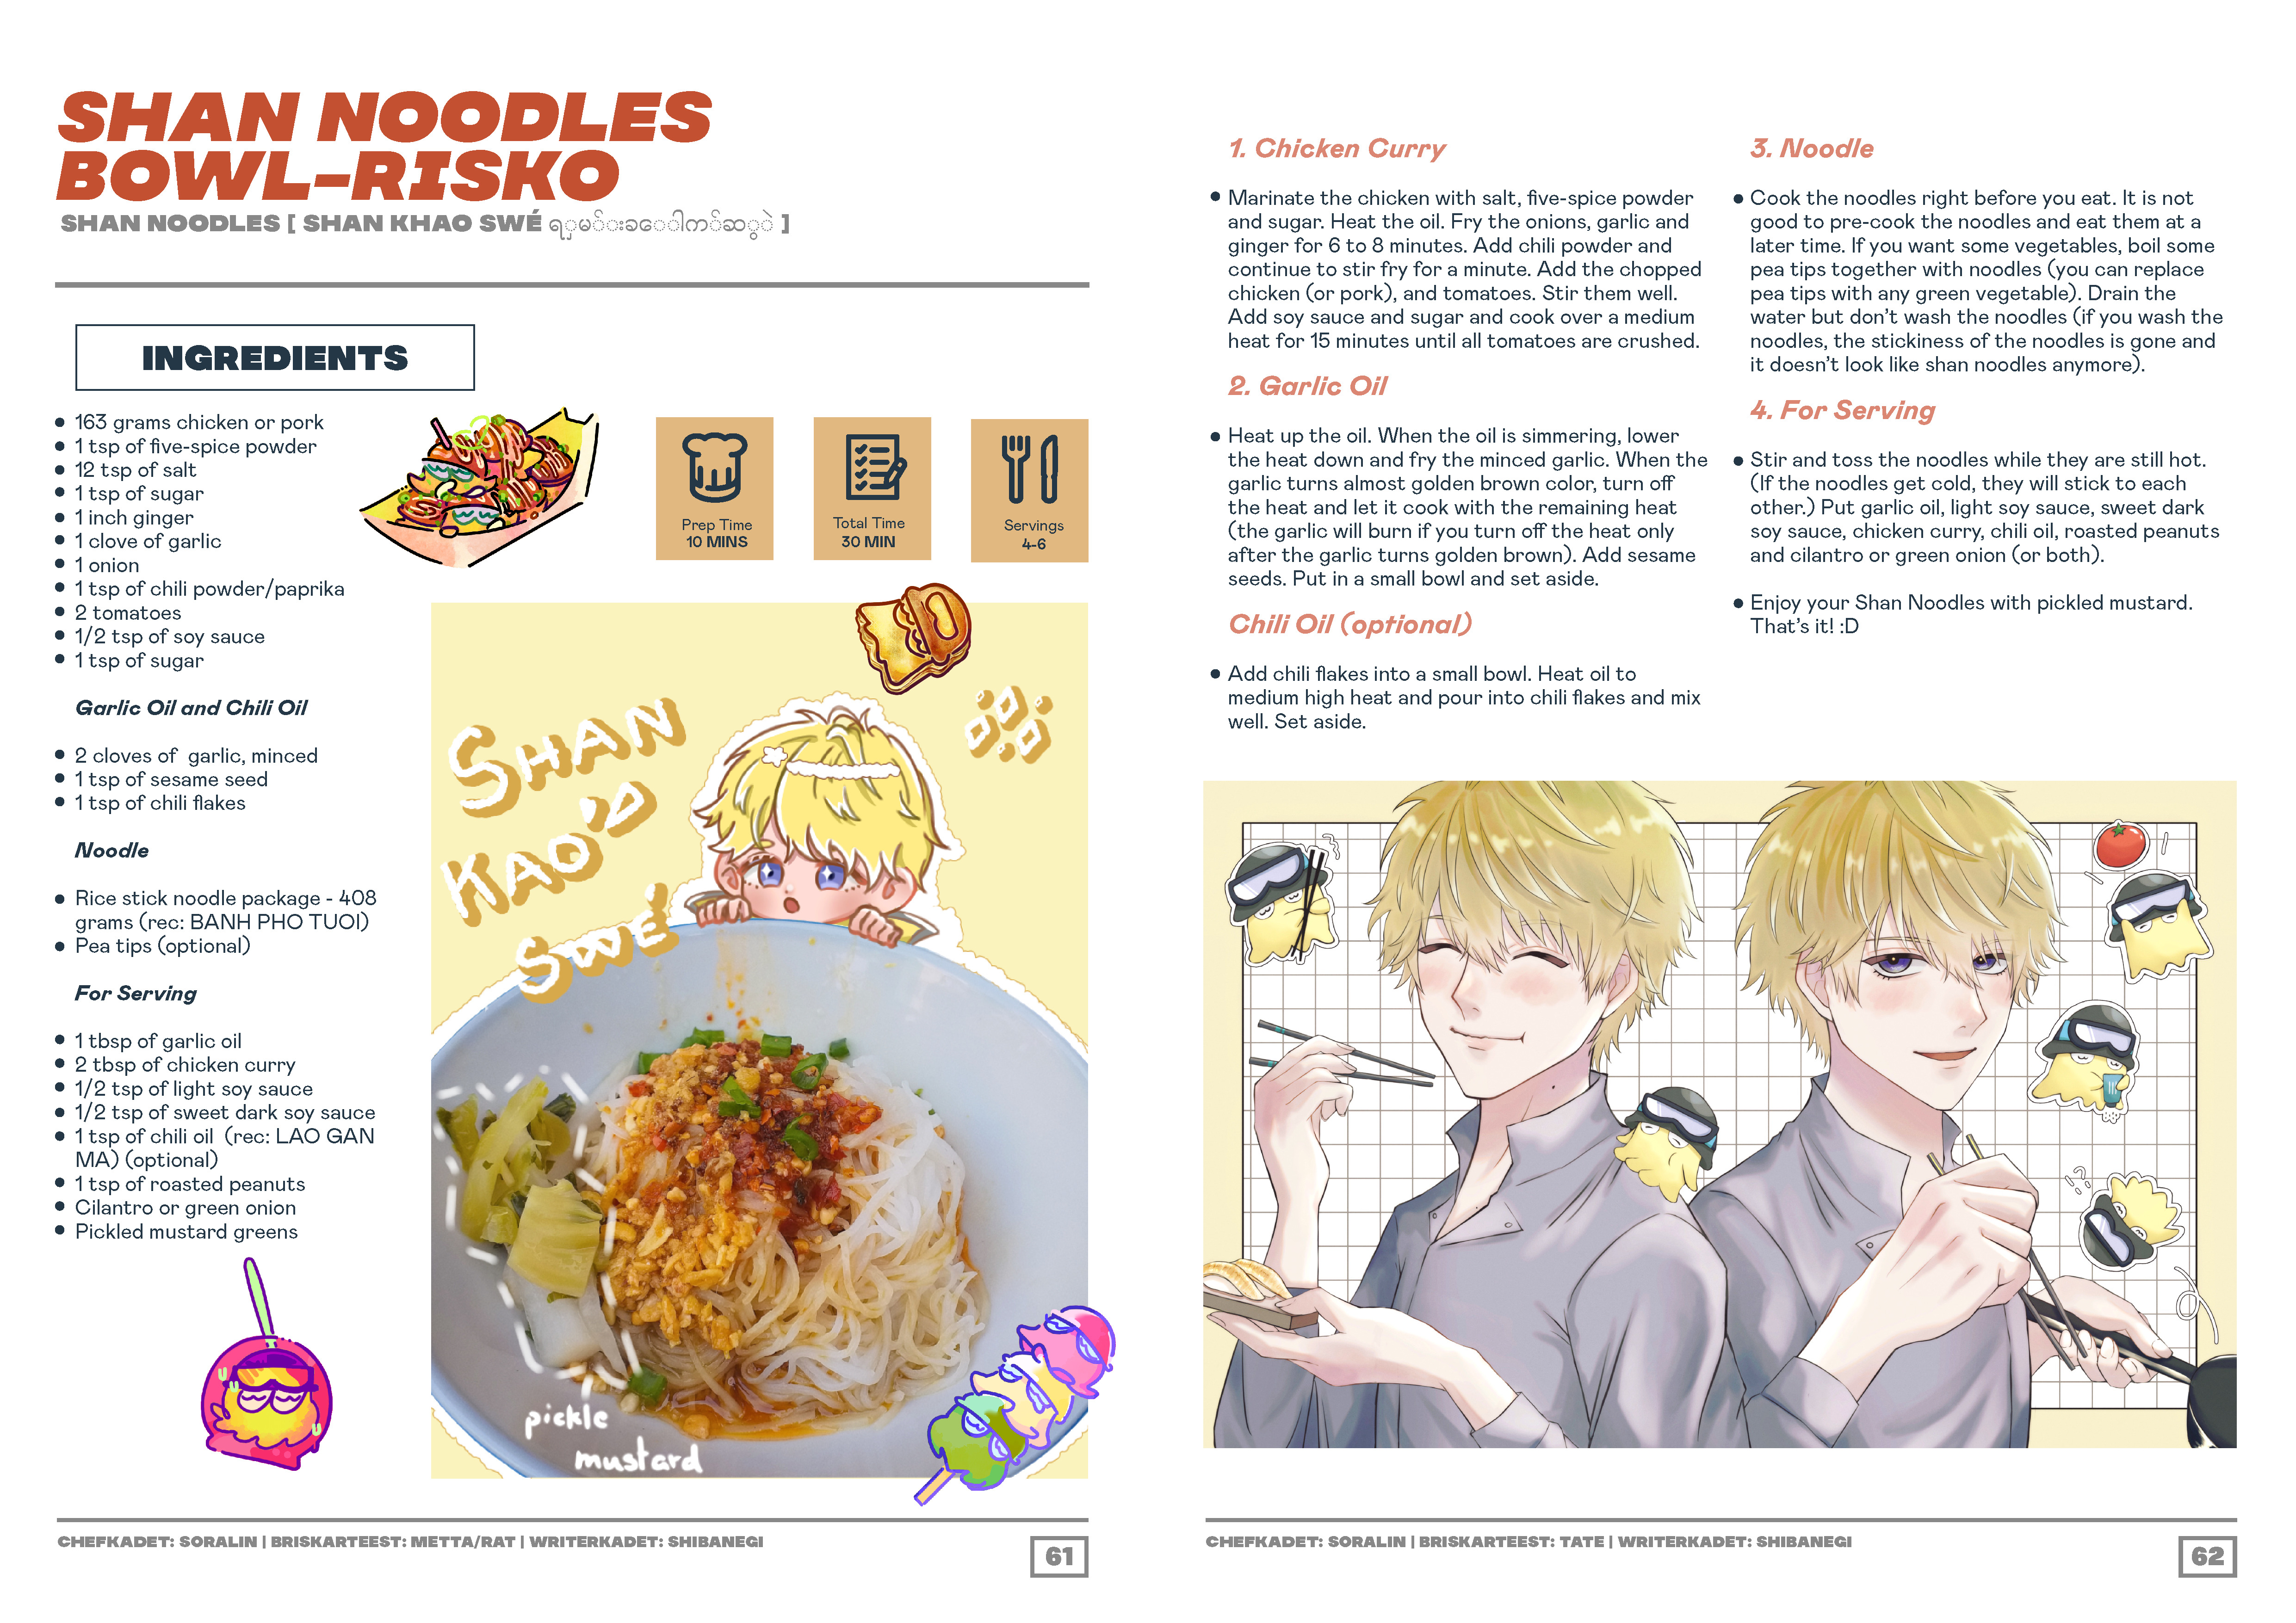 SHAN NOODLES
BOWL-RISKO
SHAN NOODLES [ SHAN KHAO SWÉ ရှမ်းခေါက်ဆွဲ ]
INGREDIENTS
163 grams chicken or pork
1 tsp of five-spice powder
12 tsp of salt
1 tsp of sugar
1 inch ginger
1 clove of garlic
1 onion
1 tsp of chili powder/paprika
2 tomatoes
1/2 tsp of soy sauce
1 tsp of sugar
Garlic Oil and Chili Oil
2 cloves of garlic, minced
1 tsp of sesame seed
1 tsp of chili flakes
Noodle
Rice stick noodle package - 408
grams (rec: BANH PHO TUOI)
Pea tips (optional)
For Serving
1 tbsp of garlic oil
2 tbsp of chicken curry
1/2 tsp of light soy sauce
1/2 tsp of sweet dark soy sauce
1 tsp of chili oil (rec: LAO GAN
MA) (optional)
1 tsp of roasted peanuts
Cilantro or green onion
Pickled mustard greens
Prep Time
10 MINS
Total Time
30 MIN
Servings
4-6
SHAN
KAO'D
SWÉ
pickle
mustard
CHEFKADET: SORALIN | BRISKARTEEST: METTA/RAT | WRITERKADET: SHIBANEGI
61
1. Chicken Curry
Marinate the chicken with salt, five-spice powder
and sugar. Heat the oil. Fry the onions, garlic and
ginger for 6 to 8 minutes. Add chili powder and
continue to stir fry for a minute. Add the chopped
chicken (or pork), and tomatoes. Stir them well.
Add soy sauce and sugar and cook over a medium
heat for 15 minutes until all tomatoes are crushed.
2. Garlic Oil
Heat up the oil. When the oil is simmering, lower
the heat down and fry the minced garlic. When the
garlic turns almost golden brown color, turn off
the heat and let it cook with the remaining heat
(the garlic will burn if you turn off the heat only
after the garlic turns golden brown). Add sesame
seeds. Put in a small bowl and set aside.
Chili Oil (optional)
Add chili flakes into a small bowl. Heat oil to
medium high heat and pour into chili flakes and mix
well. Set aside.
3. Noodle
Cook the noodles right before you eat. It is not
good to pre-cook the noodles and eat them at a
later time. If you want some vegetables, boil some
pea tips together with noodles (you can replace
pea tips with any green vegetable). Drain the
water but don't wash the noodles (if you wash the
noodles, the stickiness of the noodles is gone and
it doesn't look like shan noodles anymore).
4. For Serving
Stir and toss the noodles while they are still hot.
(If the noodles get cold, they will stick to each
other.) Put garlic oil, light soy sauce, sweet dark
soy sauce, chicken curry, chili oil, roasted peanuts
and cilantro or green onion (or both).
Enjoy your Shan Noodles with pickled mustard.
That's it! :D
CHEFKADET: SORALIN | BRISKARTEEST: TATE | WRITERKADET: SHIBANEGI
62